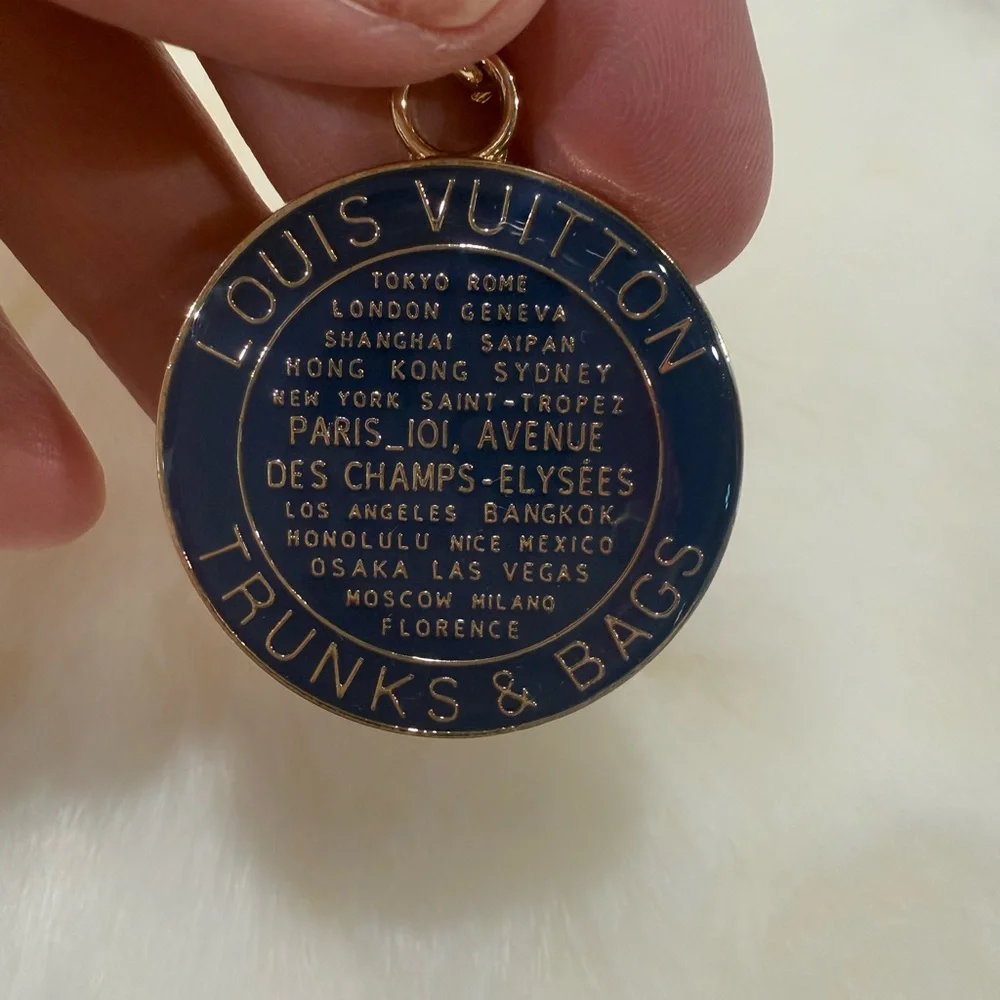 LOUIS VUITTON
TOKYO ROME
LONDON GENEVA
SHANGHAI SAIPAN
HONG KONG SYDNEY
NEW YORK SAINT-TROPEZ
PARIS_101, AVENUE
DES CHAMPS-ELYSÉES
LOS ANGELES BANGKOK
HONOLULU NICE MEXICO
OSAKA LAS VEGAS
MOSCOW MILANO
FLORENCE
TRUNKS & BAGS